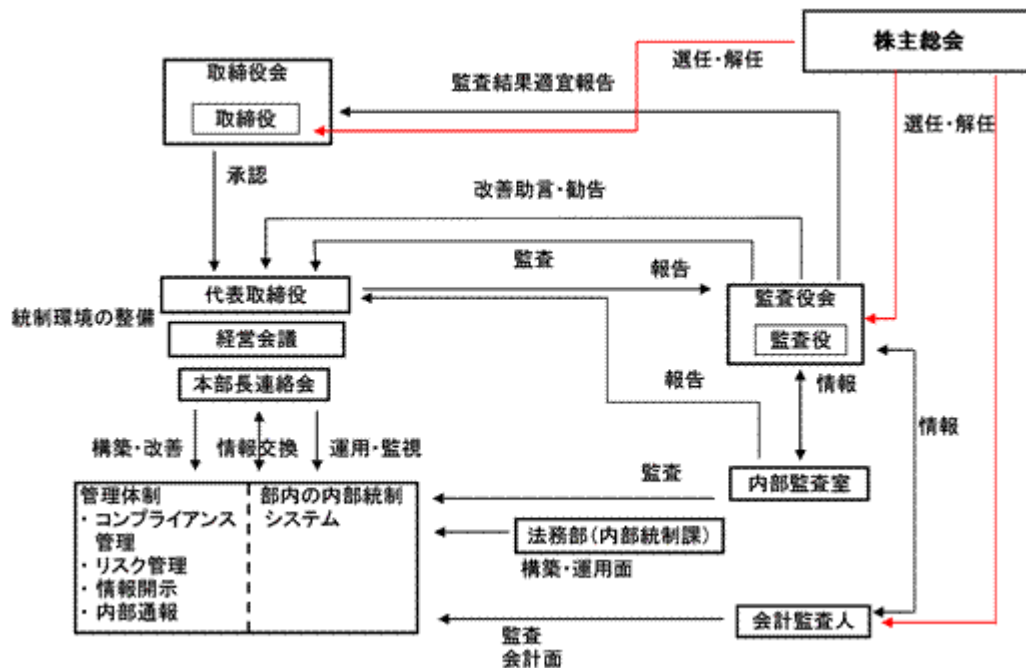 株主総会
選任・解任
取締役会
取締役
監査結果適宜報告
選任・解任
承認
改善助言・勧告
監査
報告
代表取締役
監査役会
監査役
統制環境の整備
経営会議
本部長連絡会
報告
情報
情報
構築・改善
情報交換
運用・監視
監査
内部監査室
管理体制
・コンプライアンス
管理
・リスク管理
・情報開示
・内部通報
部内の内部統制
システム
法務部(内部統制課)
構築・運用面
会計監査人
監査
会計面